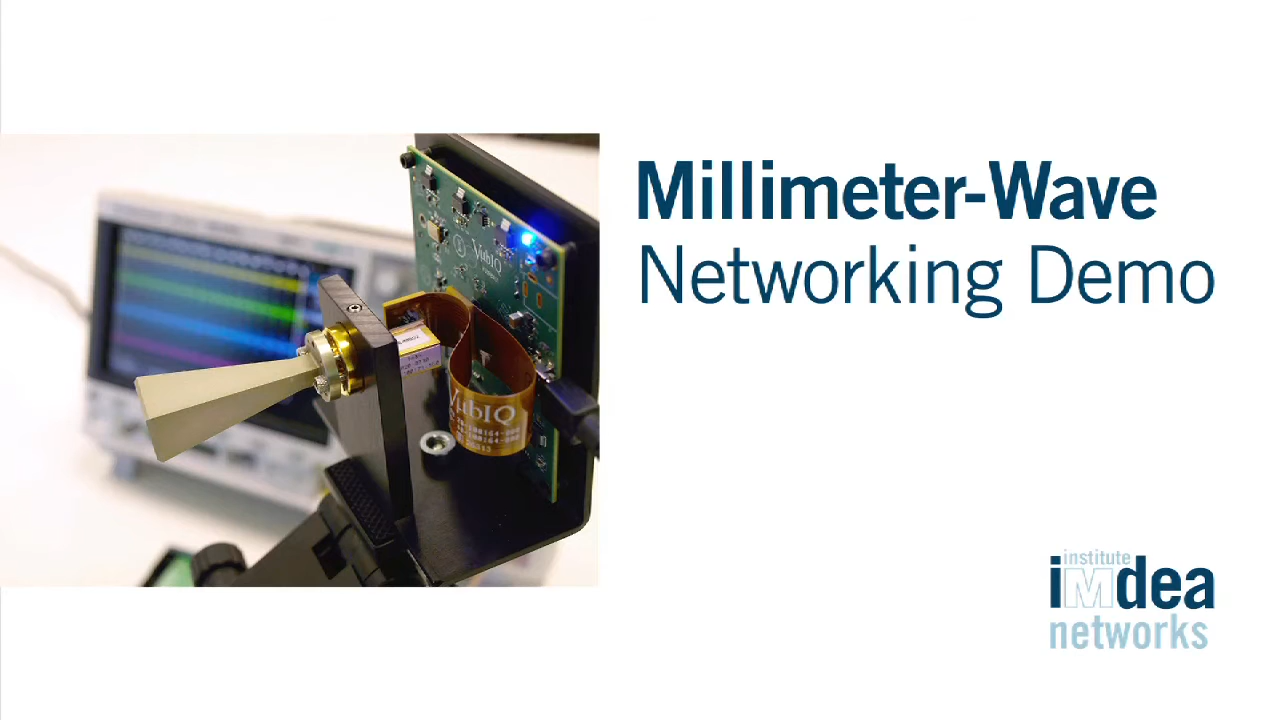 Millimeter-Wave
Networking Demo
VubIQ
VubIQ
institute
iMdea
networks